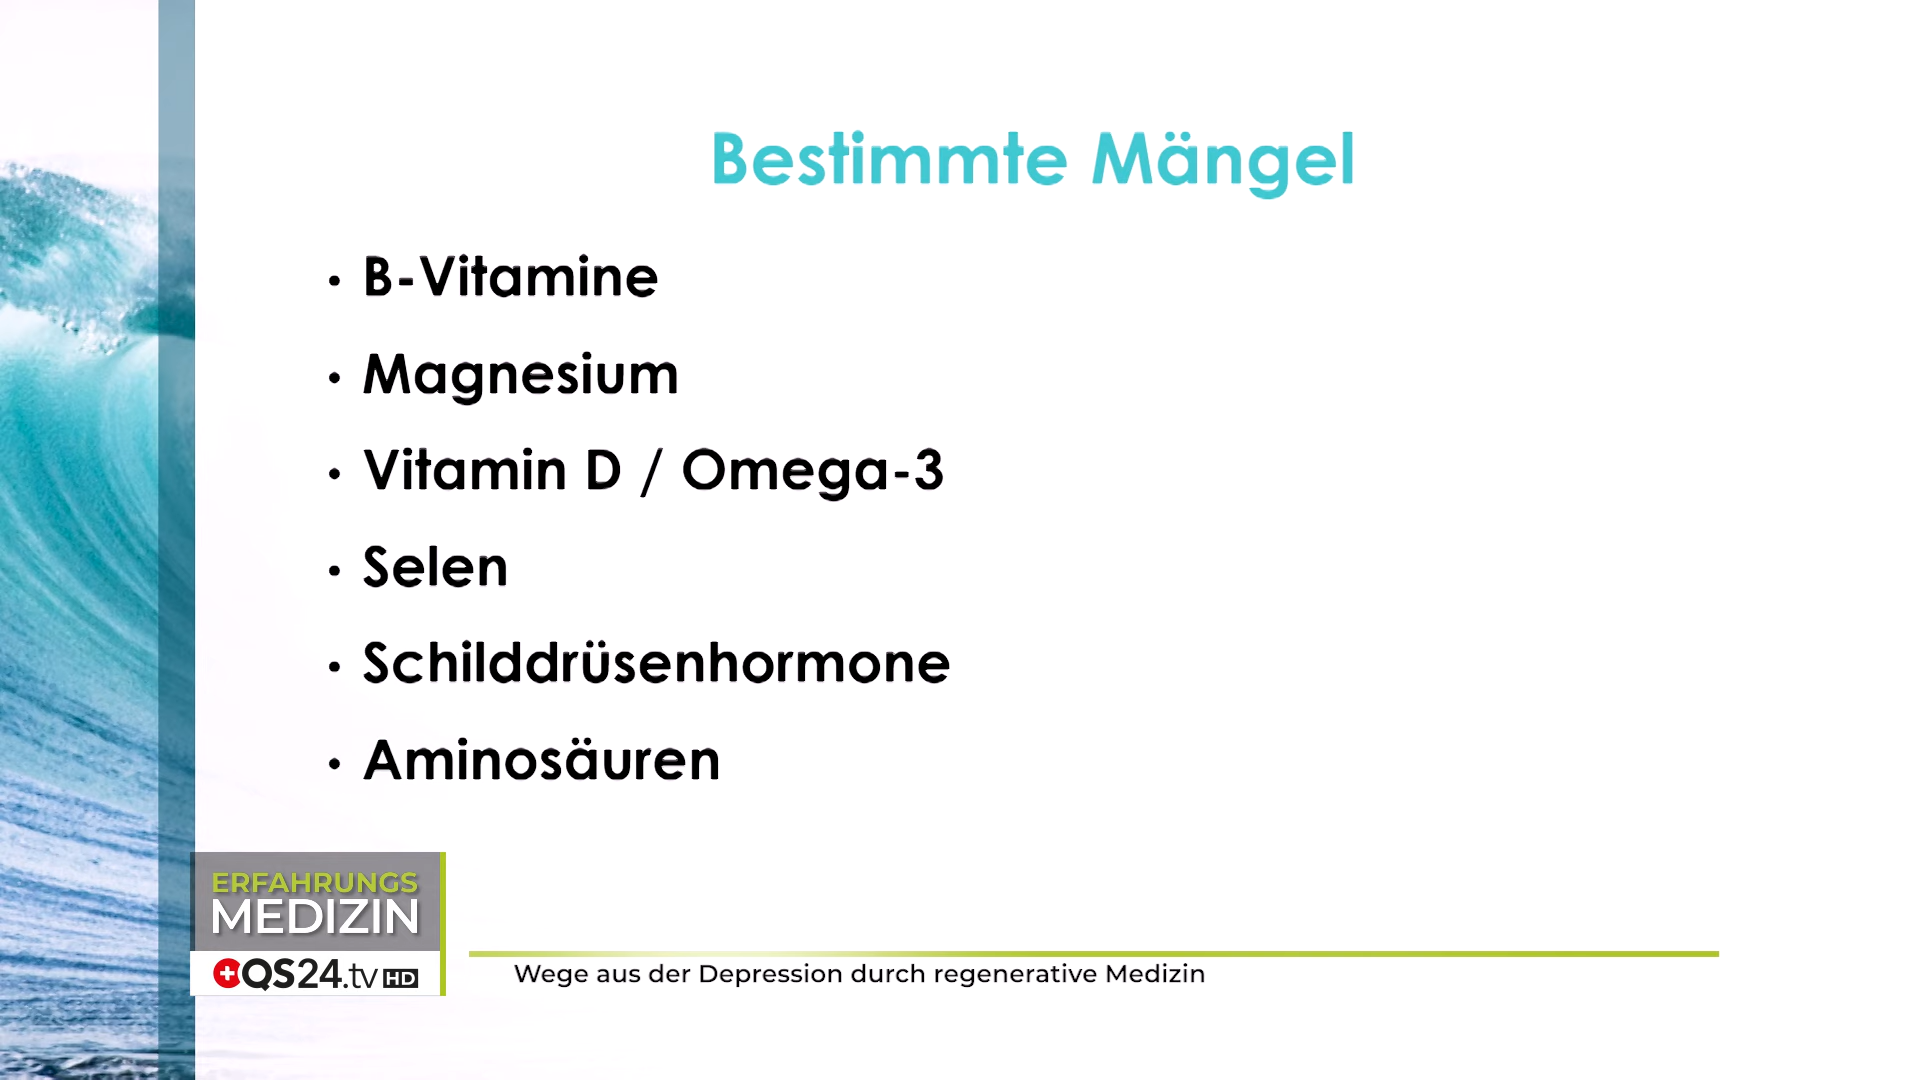 Bestimmte Mängel
• B-Vitamine
• Magnesium
• Vitamin D / Omega-3
• Selen
• Schilddrüsenhormone
• Aminosäuren
ERFAHRUNGS
MEDIZIN
QS24.tv HD
Wege aus der Depression durch regenerative Medizin